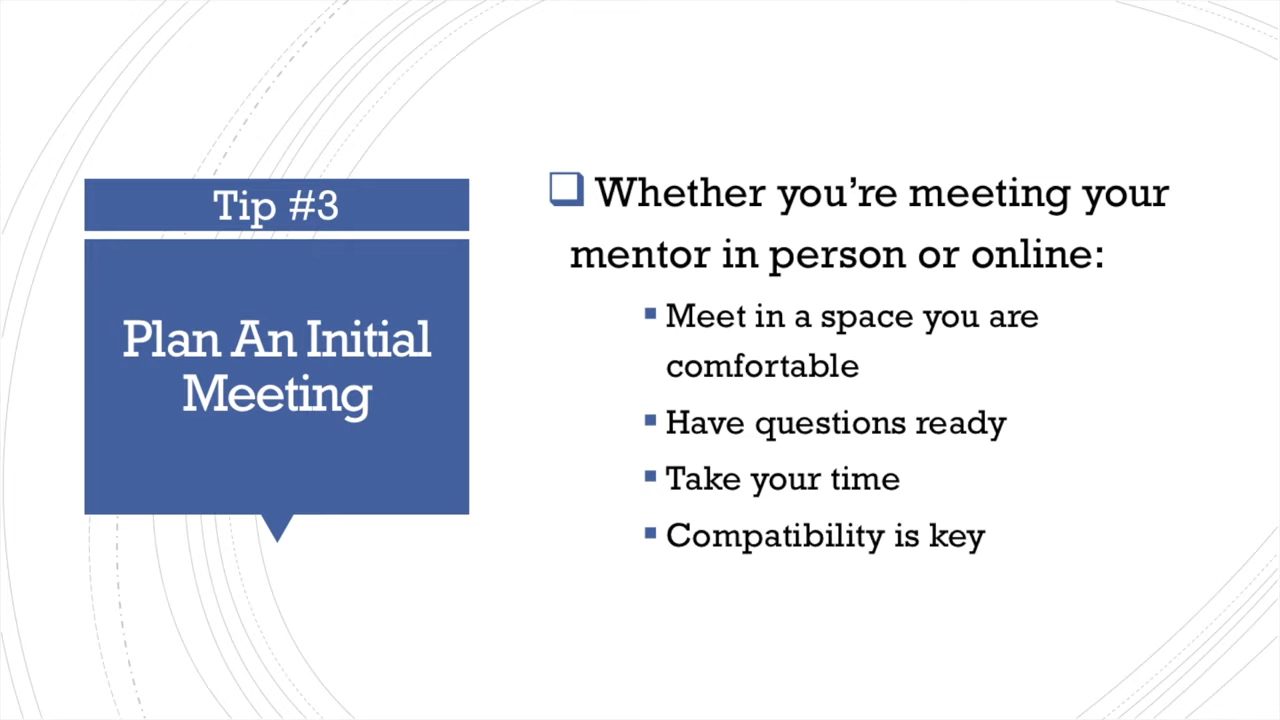 Tip #3
Plan An Initial
Meeting
Whether you're meeting your
mentor in person or online:
Meet in a space you are
comfortable
Have questions ready
Take your time
Compatibility is key